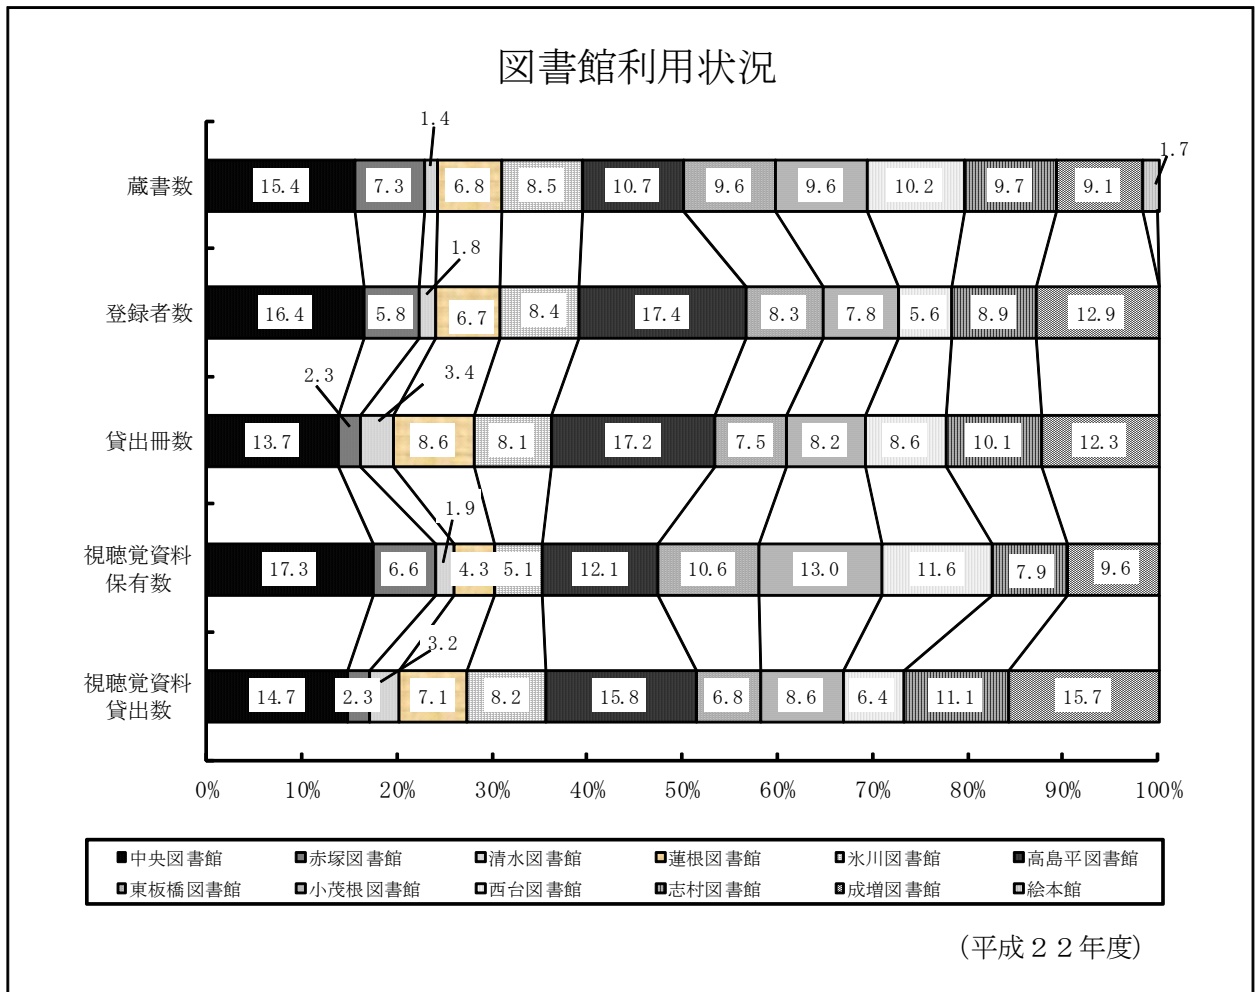 図書館利用状況
1.4
1.7
蔵書数 15.4 7.3 6.8 8.5 10.7 9.6 9.6 10.2 9.7 9.1
1.8
登録者数 16.4 5.8 6.7 8.4 17.4 8.3 7.8 5.6 8.9 12.9
2.3 3.4
貸出冊数 13.7 8.6 8.1 17.2 7.5 8.2 8.6 10.1 12.3
1.9
視聴覚資料
保有数 17.3 6.6 4.3 5.1 12.1 10.6 13.0 11.6 7.9 9.6
3.2
視聴覚資料
貸出数 14.7 2.3 7.1 8.2 15.8 6.8 8.6 6.4 11.1 15.7
0% 10% 20% 30% 40% 50% 60% 70% 80% 90% 100%
中央図書館 赤塚図書館 清水図書館 蓮根図書館 氷川図書館 高島平図書館
東板橋図書館 小茂根図書館 西台図書館 志村図書館 成増図書館 絵本館
(平成22年度)